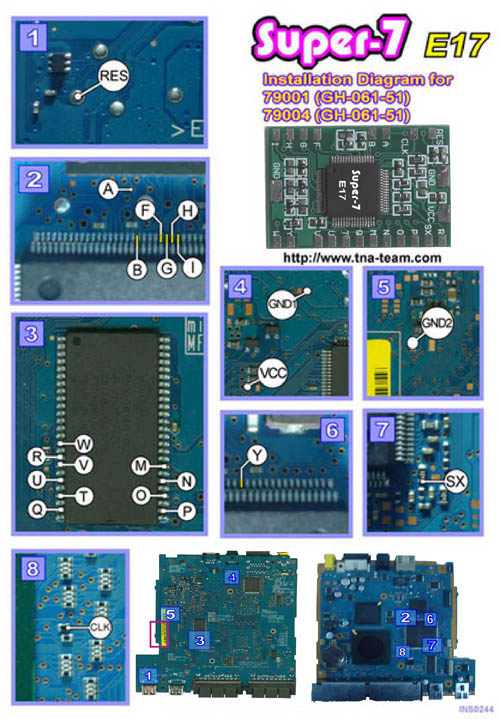 1
RES
>E
Super-7 E17
Installation Diagram for
79001 (GH-061-51)
79004 (GH-061-51)
I H G F B A CLK RES
GND
GND
VCC
SX
Super-7
E17
W U T Q M N O P R
http://www.tna-team.com
2
A
F H
B G I
3
W
R
V M
U N
T O
Q P
4
GND1
VCC
5
GND2
6
Y
7
SX
8
CLK
4
5
3
1
2
6
7
8
INS0244